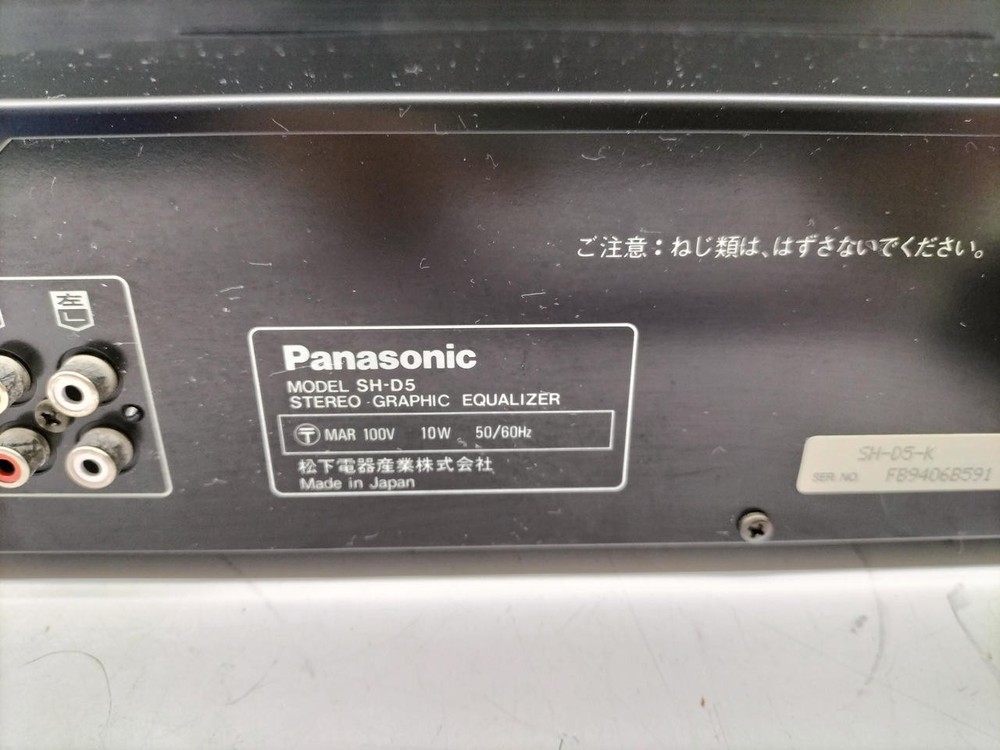 ご注意：ねじ類は、はずさないでください。
左
L
Panasonic
MODEL SH-D5
STEREO GRAPHIC EQUALIZER
〒 MAR 100V 10W 50/60Hz
松下電器産業株式会社
Made in Japan
SH-D5-K
SER. NO. FB9406B591